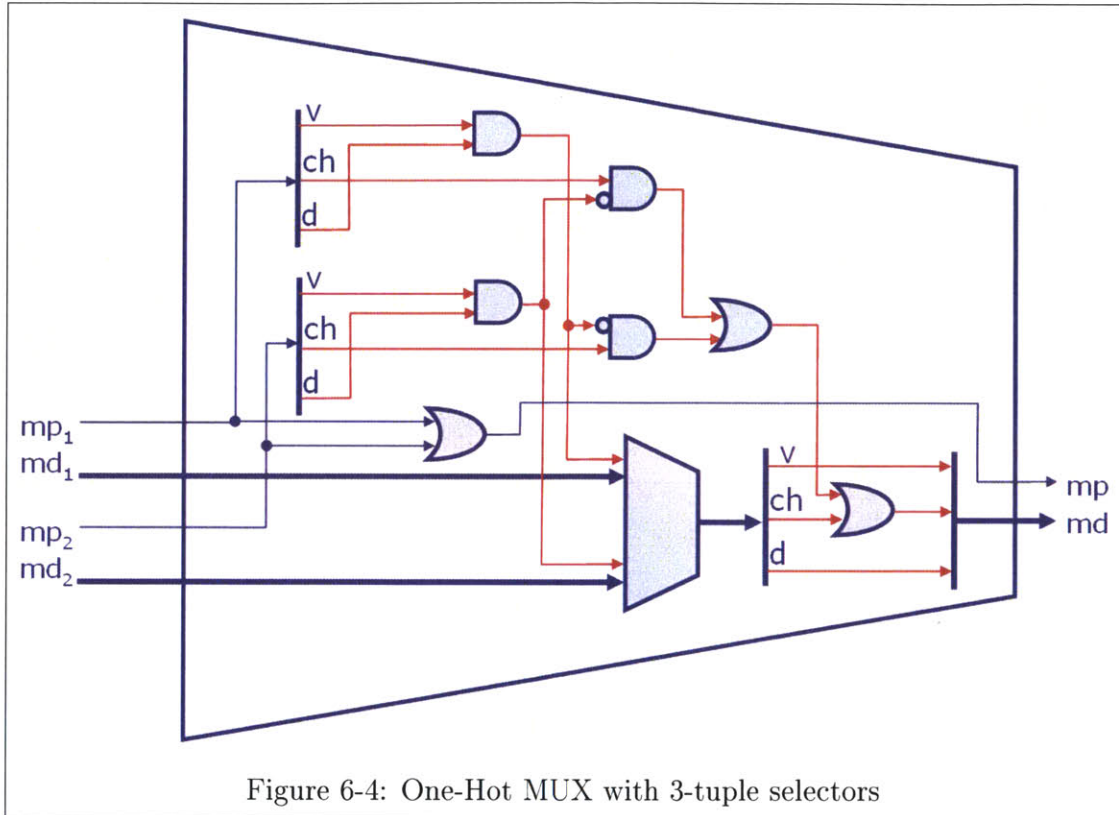 v
ch
d
v
ch
d
mp1
md1
mp2
md2
v
ch
d
mp
md
Figure 6-4: One-Hot MUX with 3-tuple selectors